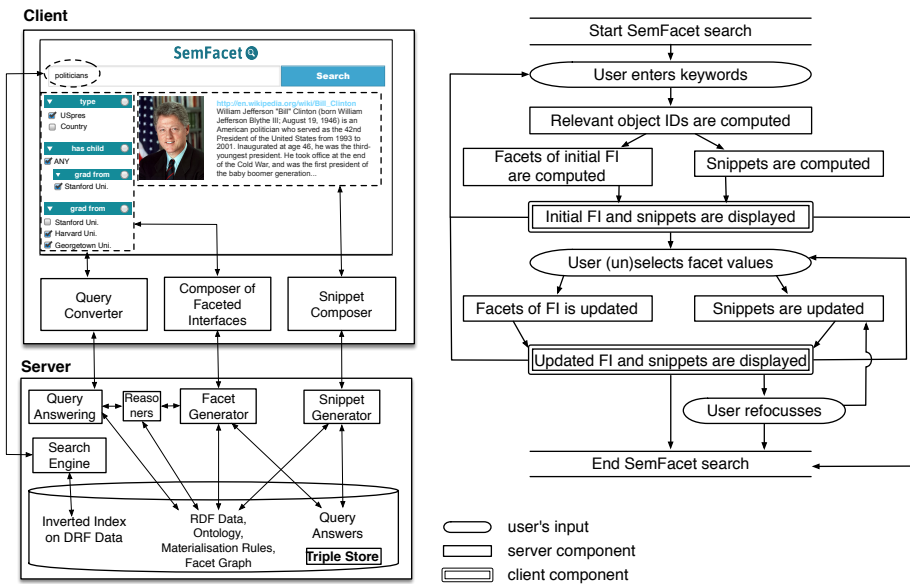 Client
SemFacet
politicians
Search
type
USpres
Country
has child
ANY
grad from
Stanford Uni.
grad from
Stanford Uni.
Harvard Uni.
Georgetown Uni.
http://en.wikipedia.org/wiki/Bill_Clinton
William Jefferson "Bill" Clinton (born William
Jefferson Blythe III; August 19, 1946) is an
American politician who served as the 42nd
President of the United States from 1993 to
2001. Inaugurated at age 46, he was the third-
youngest president. He took office at the end
of the Cold War, and was the first president of
the baby boomer generation...
Query
Converter
Composer of
Faceted
Interfaces
Snippet
Composer
Server
Query
Answering
Reaso
ners
Facet
Generator
Snippet
Generator
Search
Engine
Inverted Index
on DRF Data
RDF Data,
Ontology,
Materialisation Rules,
Facet Graph
Query
Answers
Triple Store
Start SemFacet search
User enters keywords
Relevant object IDs are computed
Facets of initial FI
are computed
Snippets are computed
Initial FI and snippets are displayed
User (un)selects facet values
Facets of FI is updated
Snippets are updated
Updated FI and snippets are displayed
User refocusses
End SemFacet search
user's input
server component
client component